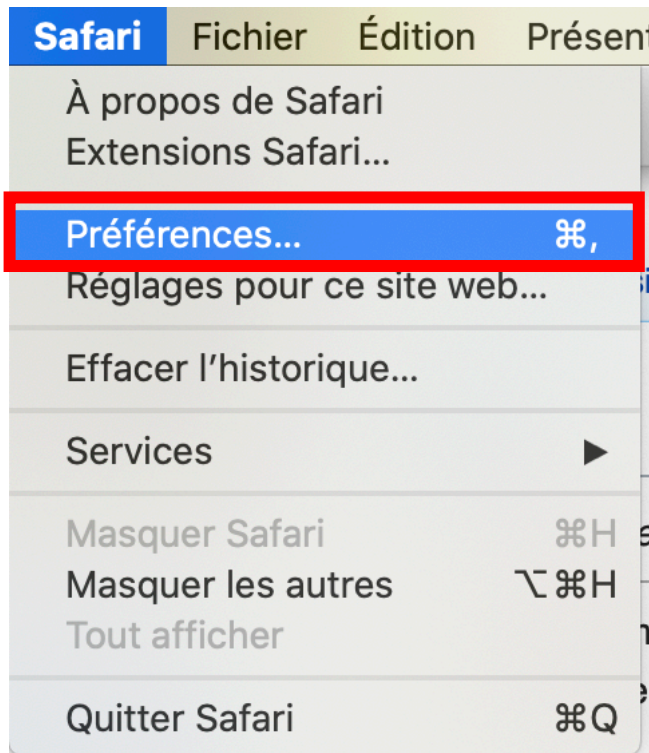 Safari Fichier Édition Présent
À propos de Safari
Extensions Safari...
Préférences... ⌘,
Réglages pour ce site web...
Effacer l’historique...
Services ▶
Masquer Safari ⌘H
Masquer les autres ⌥⌘H
Tout afficher
Quitter Safari ⌘Q